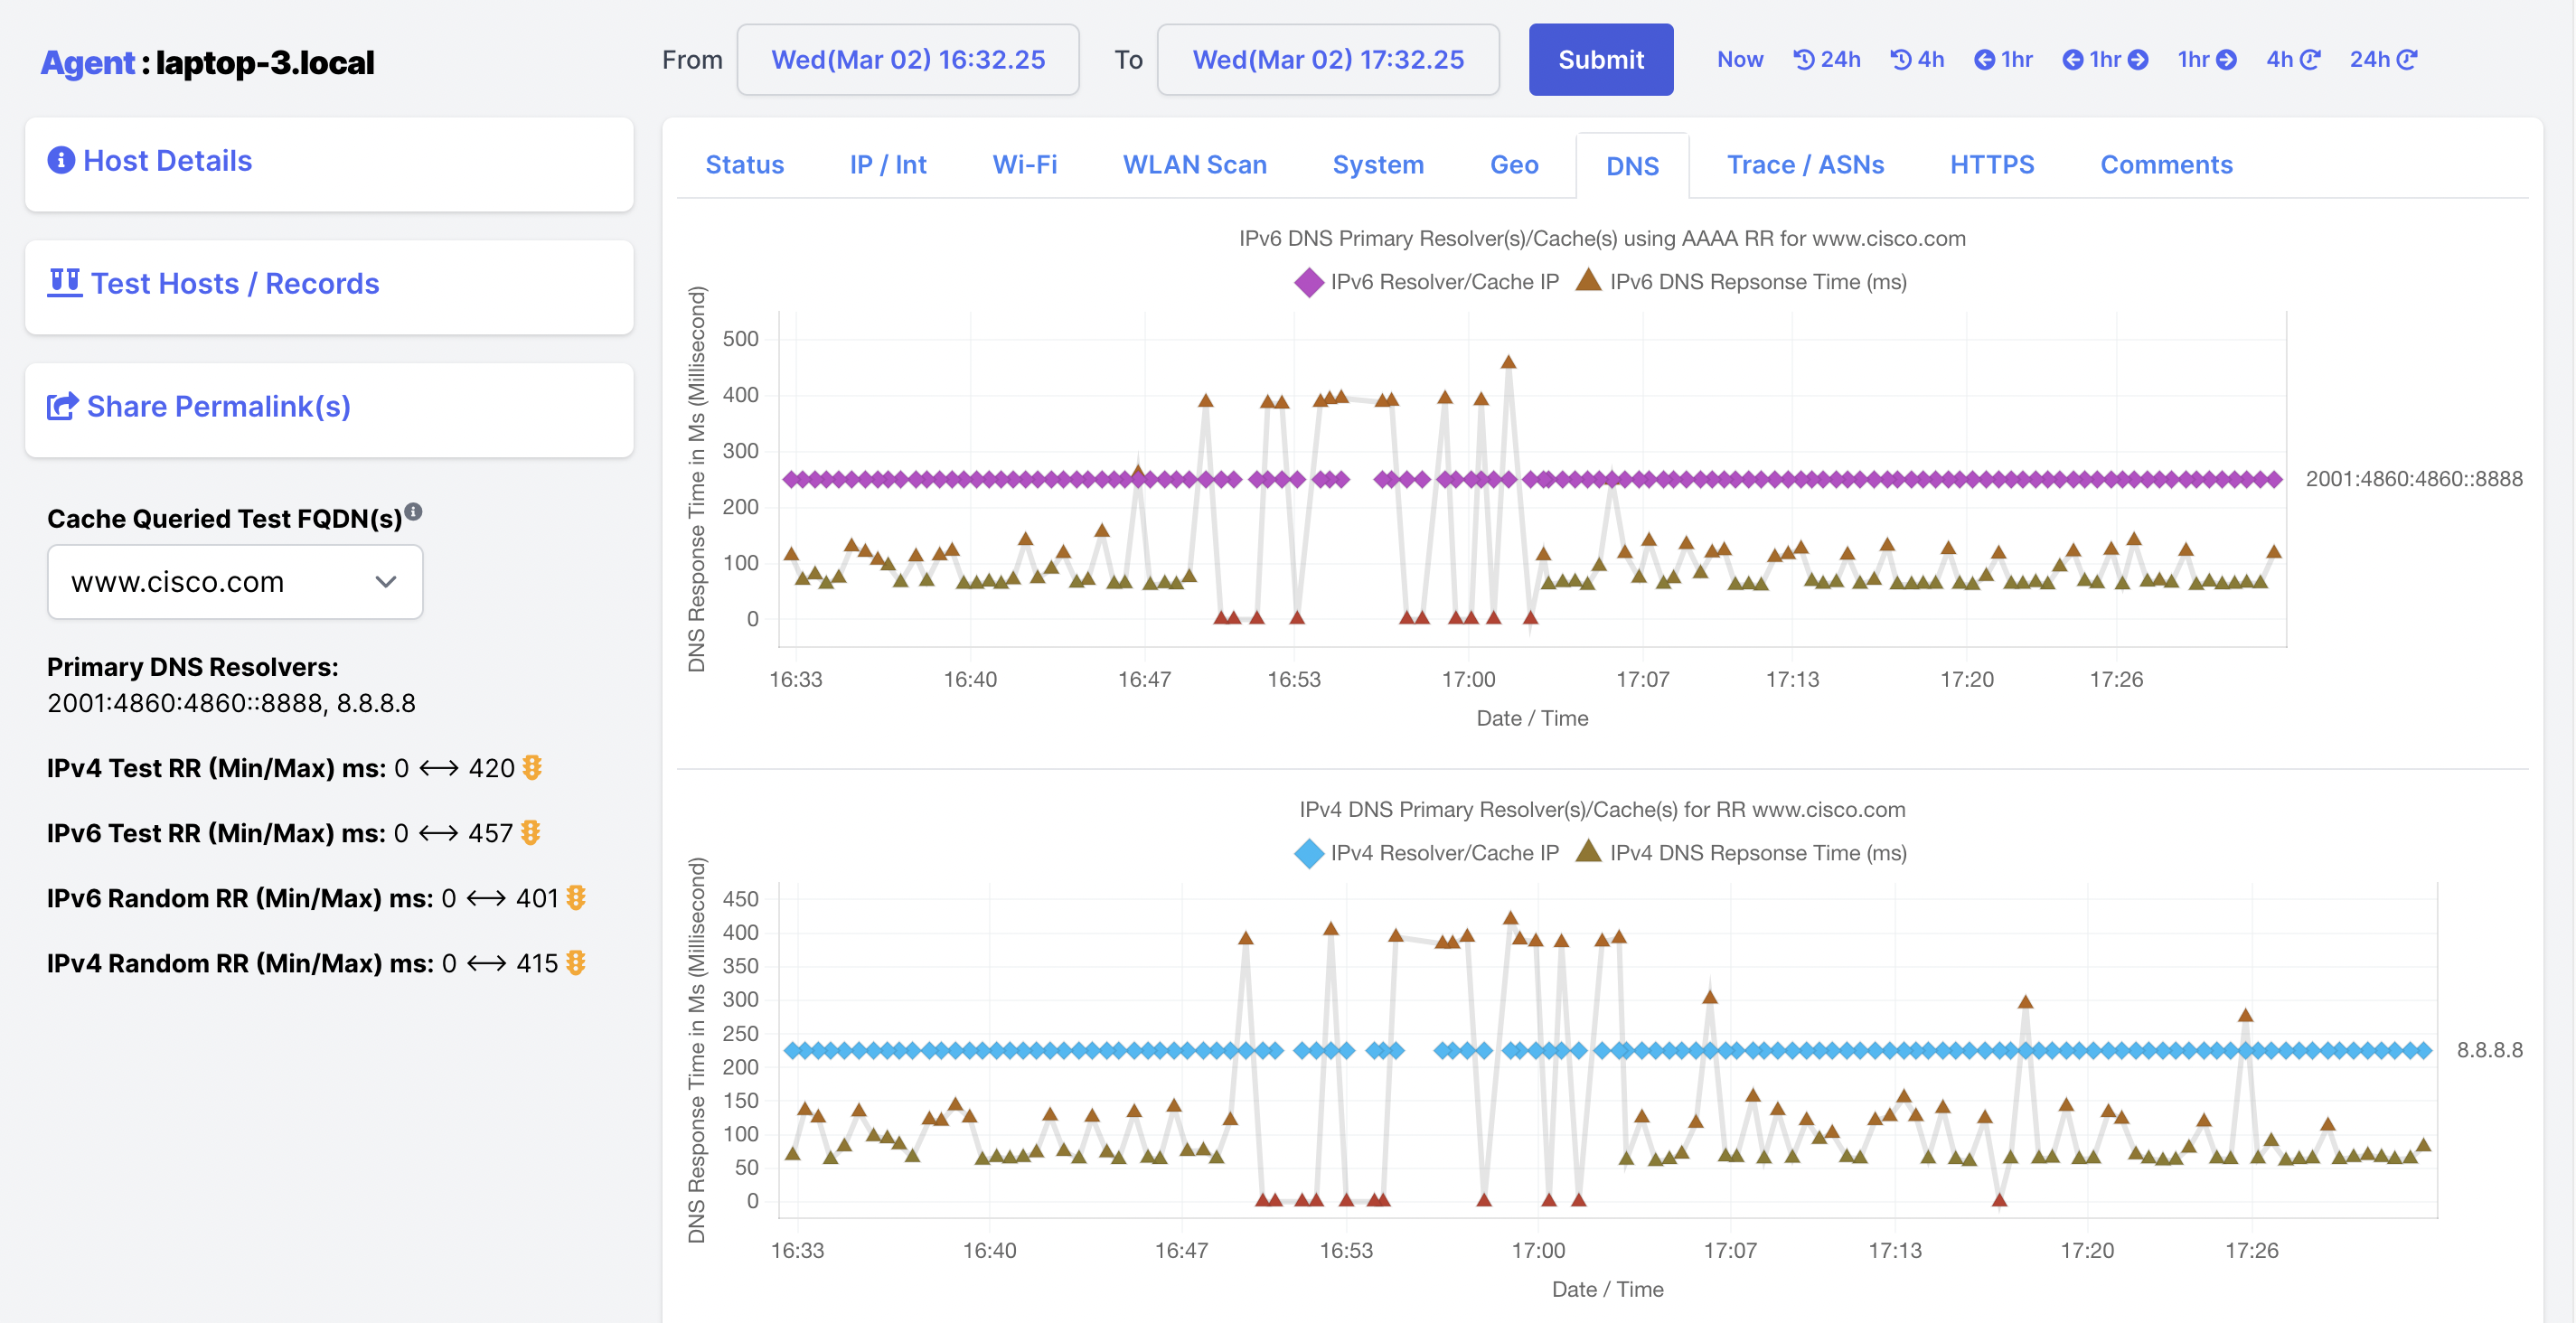 Agent : laptop-3.local
From Wed(Mar 02) 16:32.25 To Wed(Mar 02) 17:32.25 Submit Now 24h 4h 1hr 1hr 1hr 4h 24h
Host Details
Test Hosts / Records
Share Permalink(s)
Cache Queried Test FQDN(s)
www.cisco.com
Primary DNS Resolvers:
2001:4860:4860::8888, 8.8.8.8
IPv4 Test RR (Min/Max) ms: 0 ⟷ 420
IPv6 Test RR (Min/Max) ms: 0 ⟷ 457
IPv6 Random RR (Min/Max) ms: 0 ⟷ 401
IPv4 Random RR (Min/Max) ms: 0 ⟷ 415
Status IP / Int Wi-Fi WLAN Scan System Geo DNS Trace / ASNs HTTPS Comments
IPv6 DNS Primary Resolver(s)/Cache(s) using AAAA RR for www.cisco.com
IPv6 Resolver/Cache IP IPv6 DNS Repsonse Time (ms)
DNS Response Time in Ms (Millisecond)
500
400
300
200
100
0
2001:4860:4860::8888
16:33 16:40 16:47 16:53 17:00 17:07 17:13 17:20 17:26
Date / Time
IPv4 DNS Primary Resolver(s)/Cache(s) for RR www.cisco.com
IPv4 Resolver/Cache IP IPv4 DNS Repsonse Time (ms)
DNS Response Time in Ms (Millisecond)
450
400
350
300
250
200
150
100
50
0
8.8.8.8
16:33 16:40 16:47 16:53 17:00 17:07 17:13 17:20 17:26
Date / Time